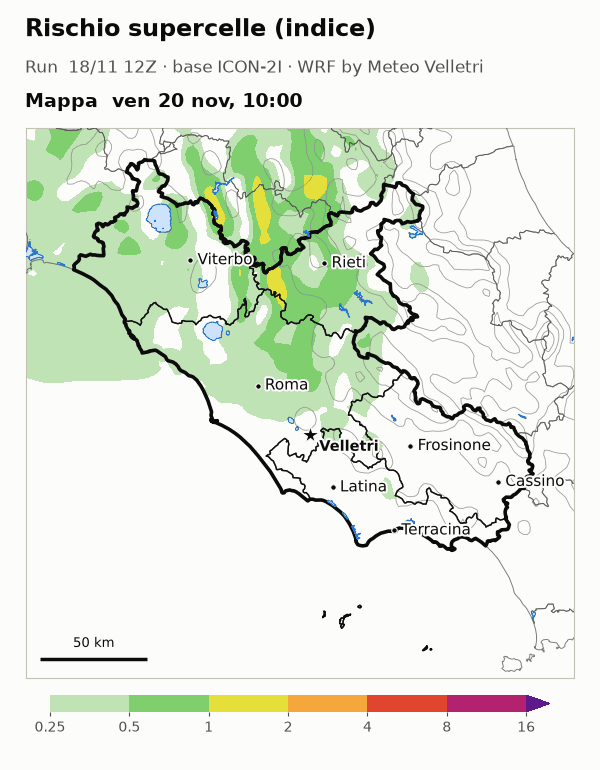 Rischio supercelle (indice)
Run  18/11 12Z · base ICON-2I · WRF by Meteo Velletri
Mappa  ven 20 nov, 10:00
Viterbo
Rieti
Roma
Velletri
Frosinone
Latina
Cassino
Terracina
50 km
0.25 0.5 1 2 4 8 16